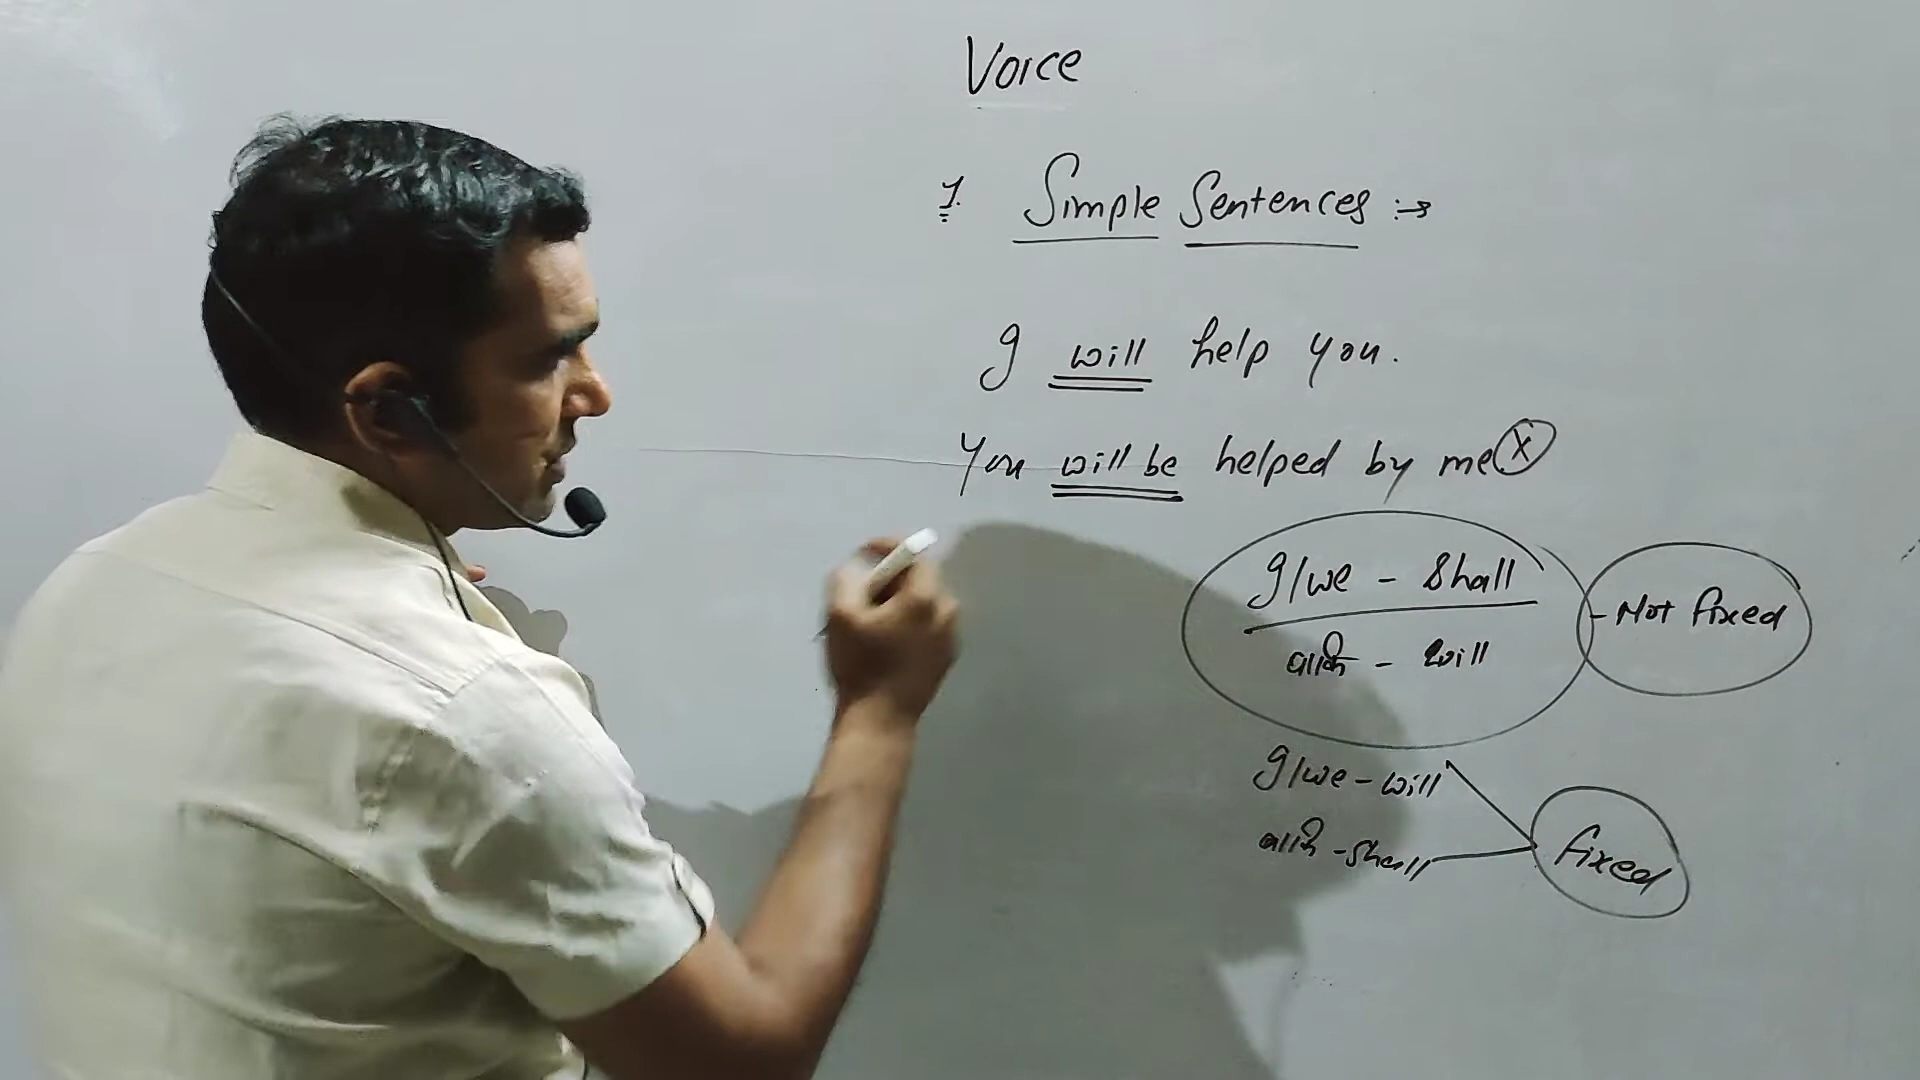 Voice
1. Simple Sentences :→
I will help you.
You will be helped by me (x)
I/we - Shall
बाकि - will
- Not fixed
I/we - will
बाकि - Shall
fixed